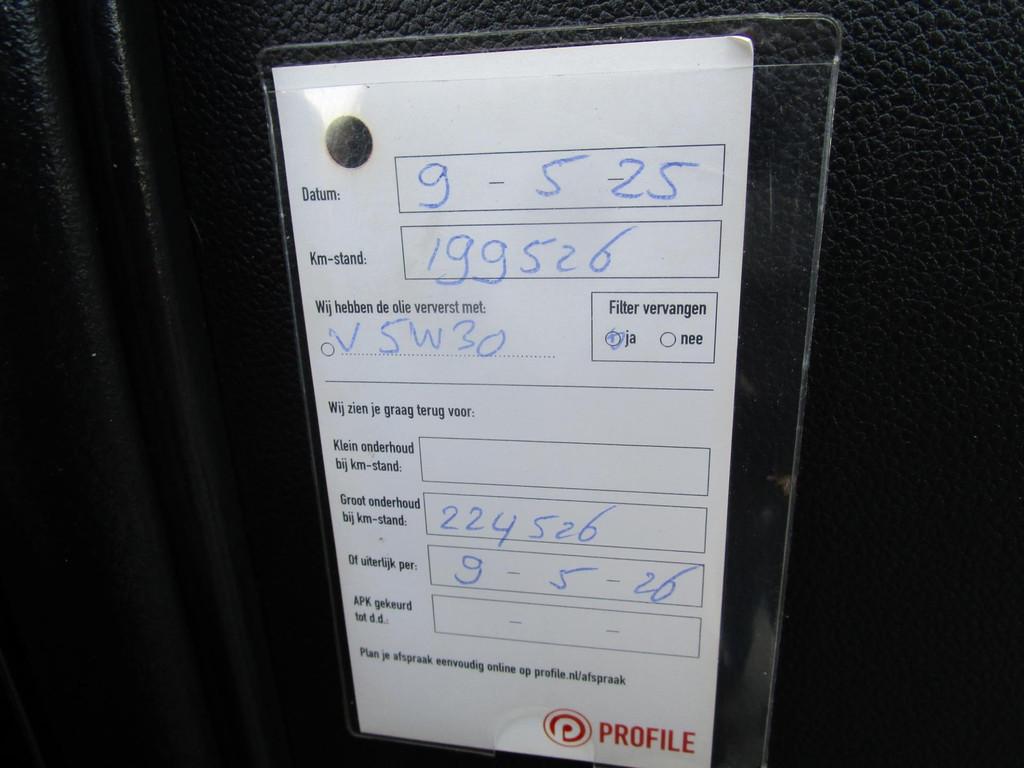 Datum: 9 - 5 - 25
Km-stand: 199526
Wij hebben de olie ververst met:
V 5W30
Filter vervangen
ja nee
Wij zien je graag terug voor:
Klein onderhoud
bij km-stand:
Groot onderhoud
bij km-stand: 224526
Of uiterlijk per: 9 - 5 - 26
APK gekeurd
tot d.d.: - -
Plan je afspraak eenvoudig online op profile.nl/afspraak
PROFILE